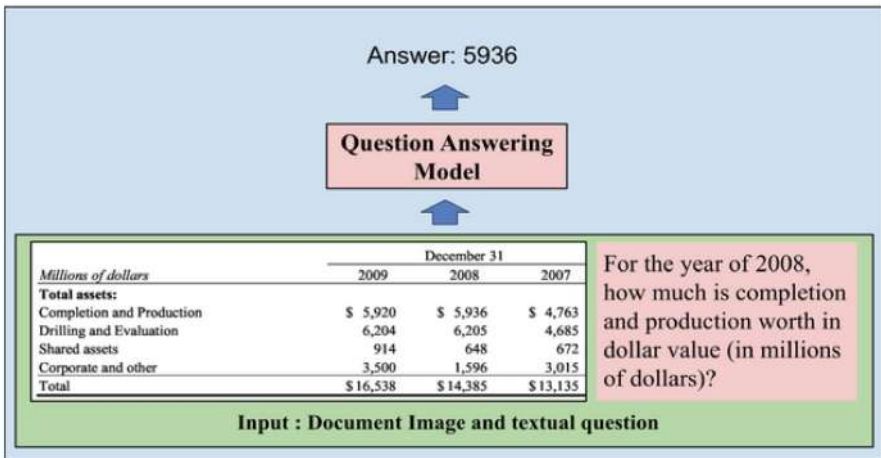 Answer: 5936
Question Answering
Model
December 31
Millions of dollars 2009 2008 2007
Total assets:
Completion and Production $ 5,920 $ 5,936 $ 4,763
Drilling and Evaluation 6,204 6,205 4,685
Shared assets 914 648 672
Corporate and other 3,500 1,596 3,015
Total $16,538 $14,385 $13,135
For the year of 2008,
how much is completion
and production worth in
dollar value (in millions
of dollars)?
Input : Document Image and textual question